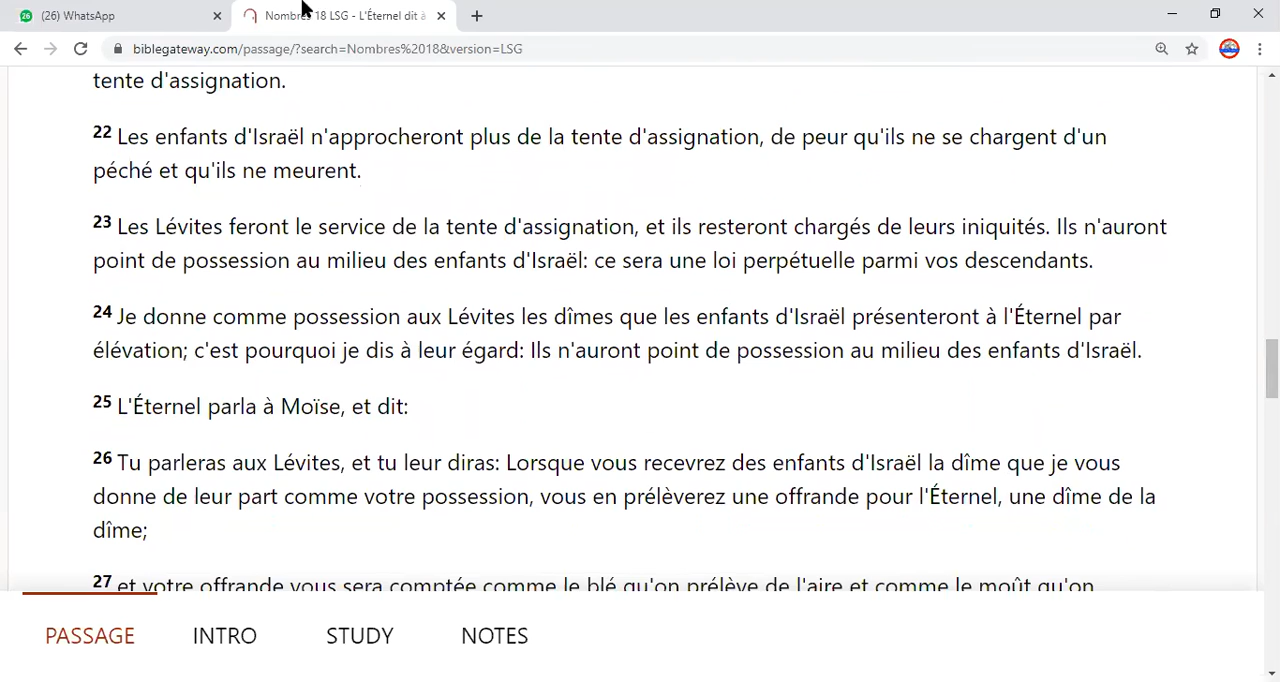 26 (26) WhatsApp
Nombres 18 LSG - L'Éternel dit à
biblegateway.com/passage/?search=Nombres%2018&version=LSG
tente d'assignation.
22 Les enfants d'Israël n'approcheront plus de la tente d'assignation, de peur qu'ils ne se chargent d'un
péché et qu'ils ne meurent.
23 Les Lévites feront le service de la tente d'assignation, et ils resteront chargés de leurs iniquités. Ils n'auront
point de possession au milieu des enfants d'Israël: ce sera une loi perpétuelle parmi vos descendants.
24 Je donne comme possession aux Lévites les dîmes que les enfants d'Israël présenteront à l'Éternel par
élévation; c'est pourquoi je dis à leur égard: Ils n'auront point de possession au milieu des enfants d'Israël.
25 L'Éternel parla à Moïse, et dit:
26 Tu parleras aux Lévites, et tu leur diras: Lorsque vous recevrez des enfants d'Israël la dîme que je vous
donne de leur part comme votre possession, vous en prélèverez une offrande pour l'Éternel, une dîme de la
dîme;
27 et votre offrande vous sera comptée comme le blé qu'on prélève de l'aire et comme le moût qu'on
PASSAGE INTRO STUDY NOTES